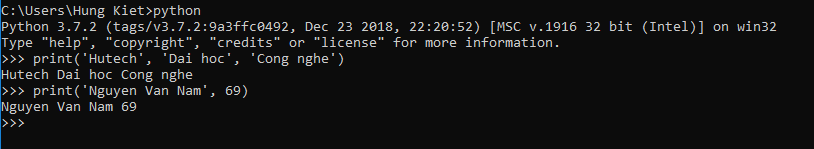 C:\Users\Hung Kiet>python
Python 3.7.2 (tags/v3.7.2:9a3ffc0492, Dec 23 2018, 22:20:52) [MSC v.1916 32 bit (Intel)] on win32
Type "help", "copyright", "credits" or "license" for more information.
>>> print('Hutech', 'Dai hoc', 'Cong nghe')
Hutech Dai hoc Cong nghe
>>> print('Nguyen Van Nam', 69)
Nguyen Van Nam 69
>>>